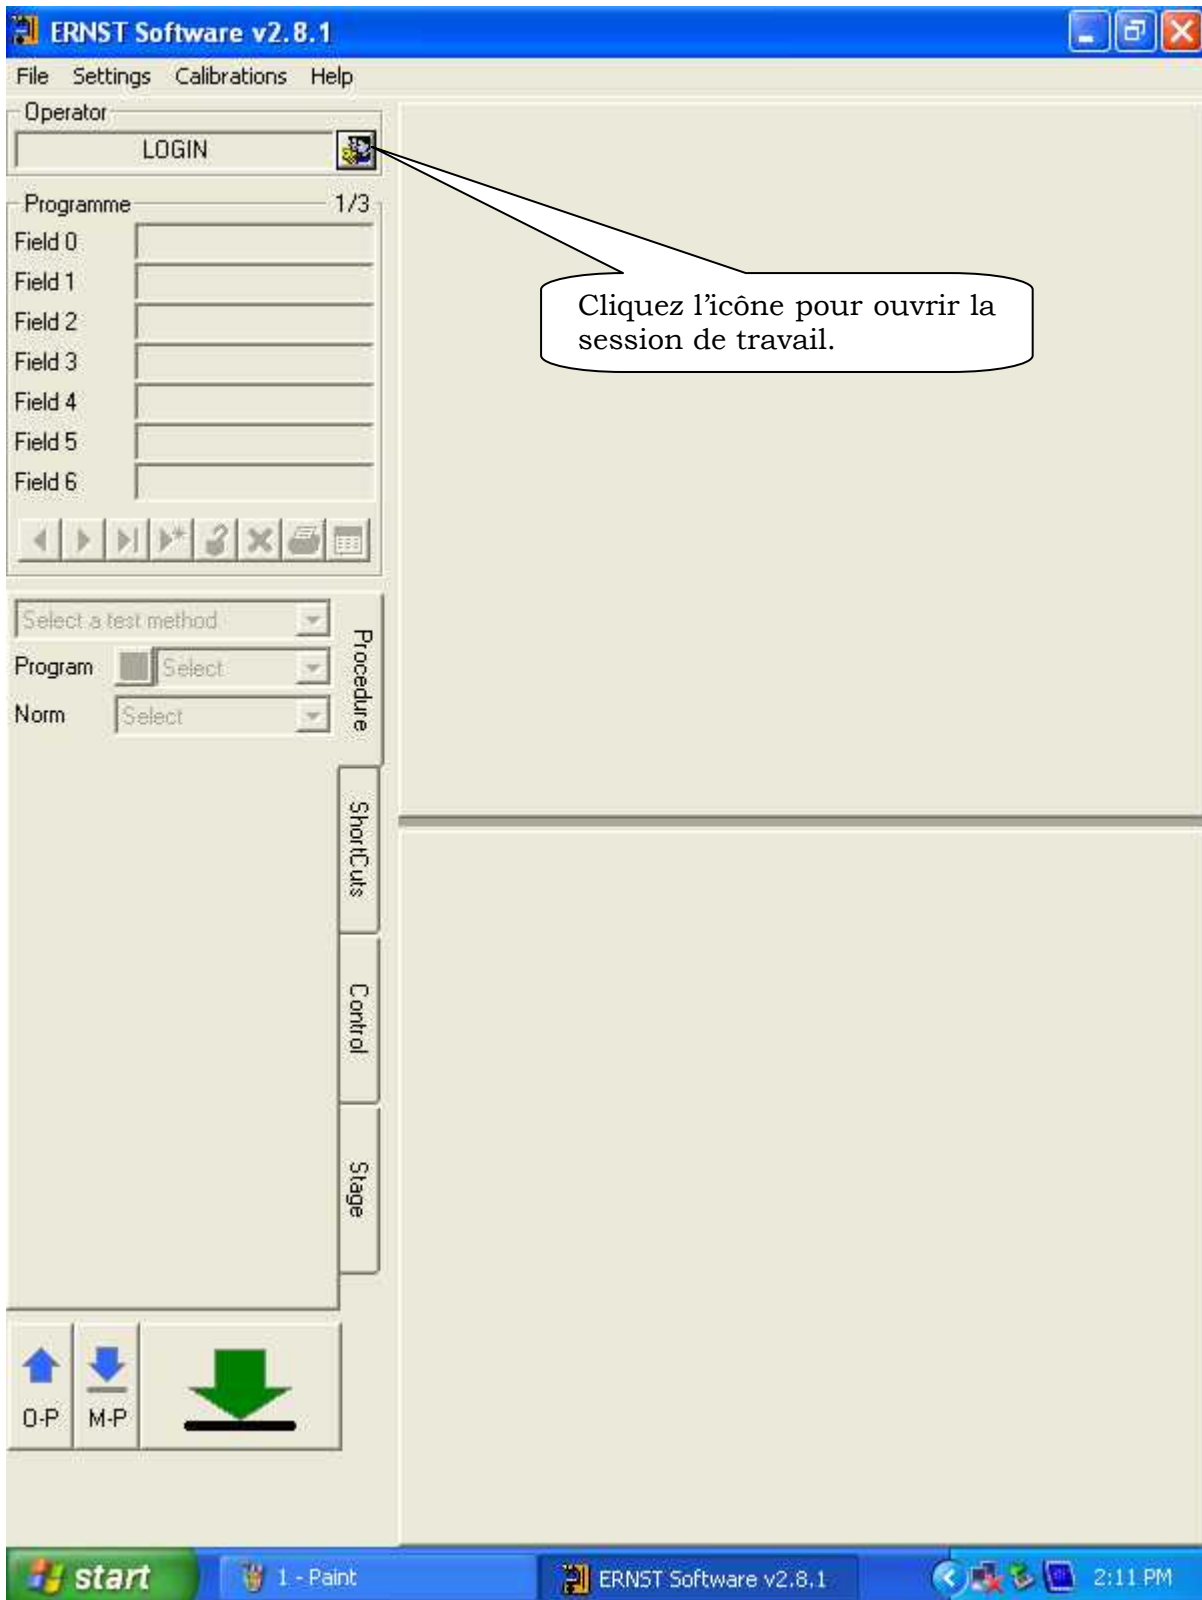 ERNST Software v2.8.1
File Settings Calibrations Help
Operator
LOGIN
Programme 1/3
Field 0
Field 1
Field 2
Field 3
Field 4
Field 5
Field 6
Cliquez l'icône pour ouvrir la
session de travail.
Select a test method
Program Select
Norm Select
Procedure
ShortCuts
Control
Stage
O-P M-P
start 1 - Paint ERNST Software v2.8.1 2:11 PM